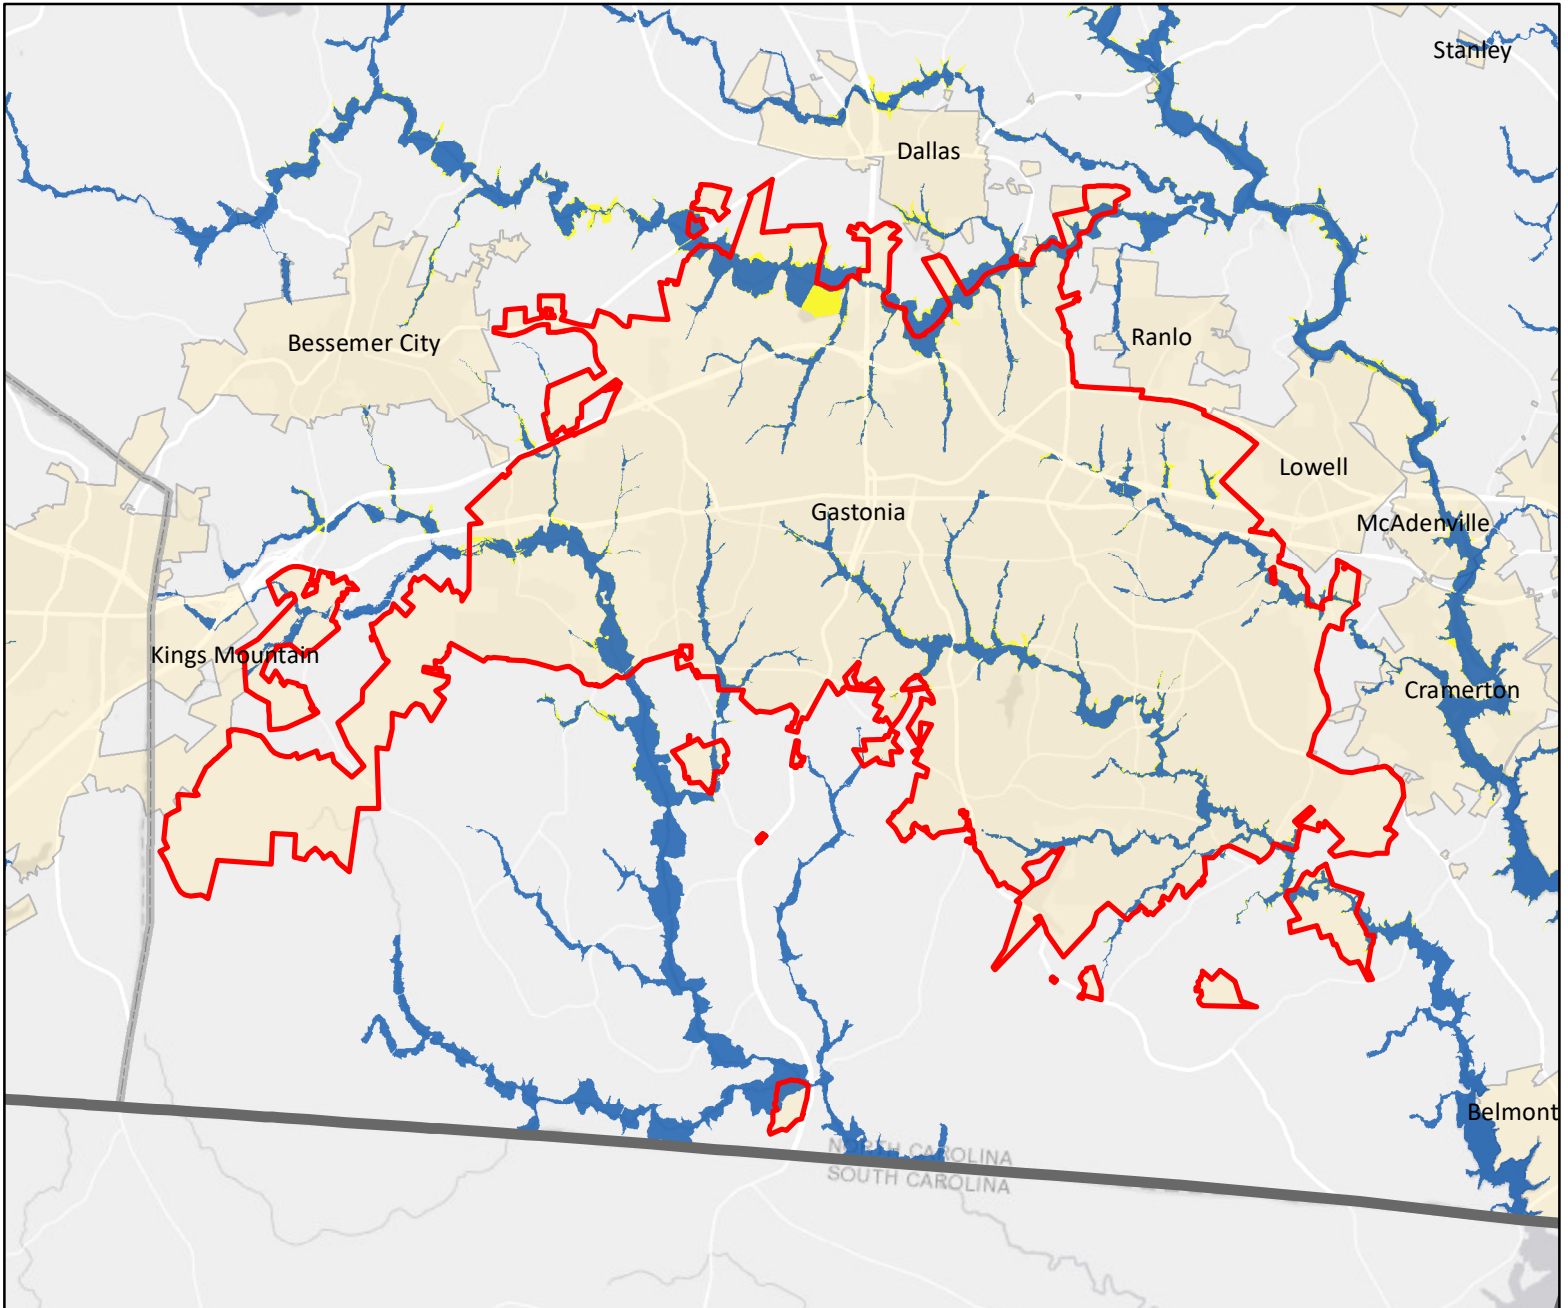 Stanley
Dallas
Bessemer City
Ranlo
Lowell
Gastonia
McAdenville
Kings Mountain
Cramerton
Belmont
NORTH CAROLINA
SOUTH CAROLINA